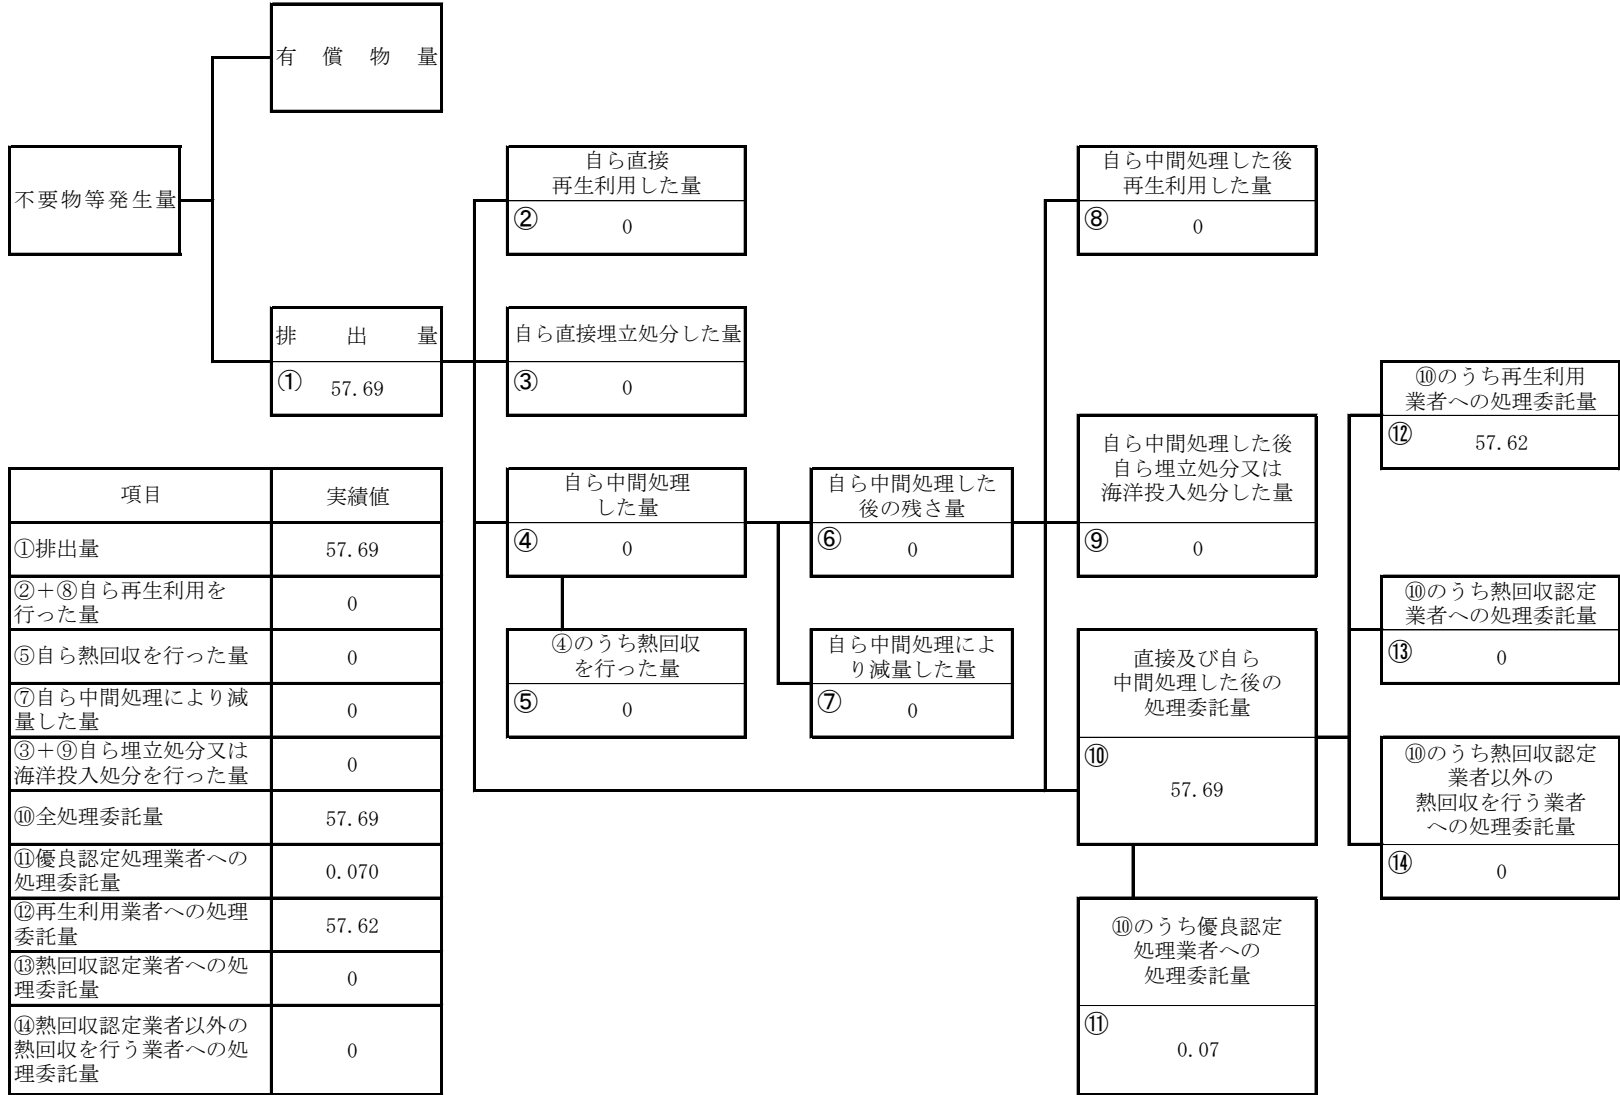 有償物量
不要物等発生量
排出量
① 57.69
自ら直接
再生利用した量
② 0
自ら直接埋立処分した量
③ 0
自ら中間処理
した量
④ 0
④のうち熱回収
を行った量
⑤ 0
自ら中間処理した
後の残さ量
⑥ 0
自ら中間処理によ
り減量した量
⑦ 0
自ら中間処理した後
再生利用した量
⑧ 0
自ら中間処理した後
自ら埋立処分又は
海洋投入処分した量
⑨ 0
直接及び自ら
中間処理した後の
処理委託量
⑩
57.69
⑩のうち優良認定
処理業者への
処理委託量
⑪
0.07
⑩のうち再生利用
業者への処理委託量
⑫ 57.62
⑩のうち熱回収認定
業者への処理委託量
⑬ 0
⑩のうち熱回収認定
業者以外の
熱回収を行う業者
への処理委託量
⑭ 0
項目 実績値
①排出量 57.69
②＋⑧自ら再生利用を
行った量 0
⑤自ら熱回収を行った量 0
⑦自ら中間処理により減
量した量 0
③＋⑨自ら埋立処分又は
海洋投入処分を行った量 0
⑩全処理委託量 57.69
⑪優良認定処理業者への
処理委託量 0.070
⑫再生利用業者への処理
委託量 57.62
⑬熱回収認定業者への処
理委託量 0
⑭熱回収認定業者以外の
熱回収を行う業者への処
理委託量 0